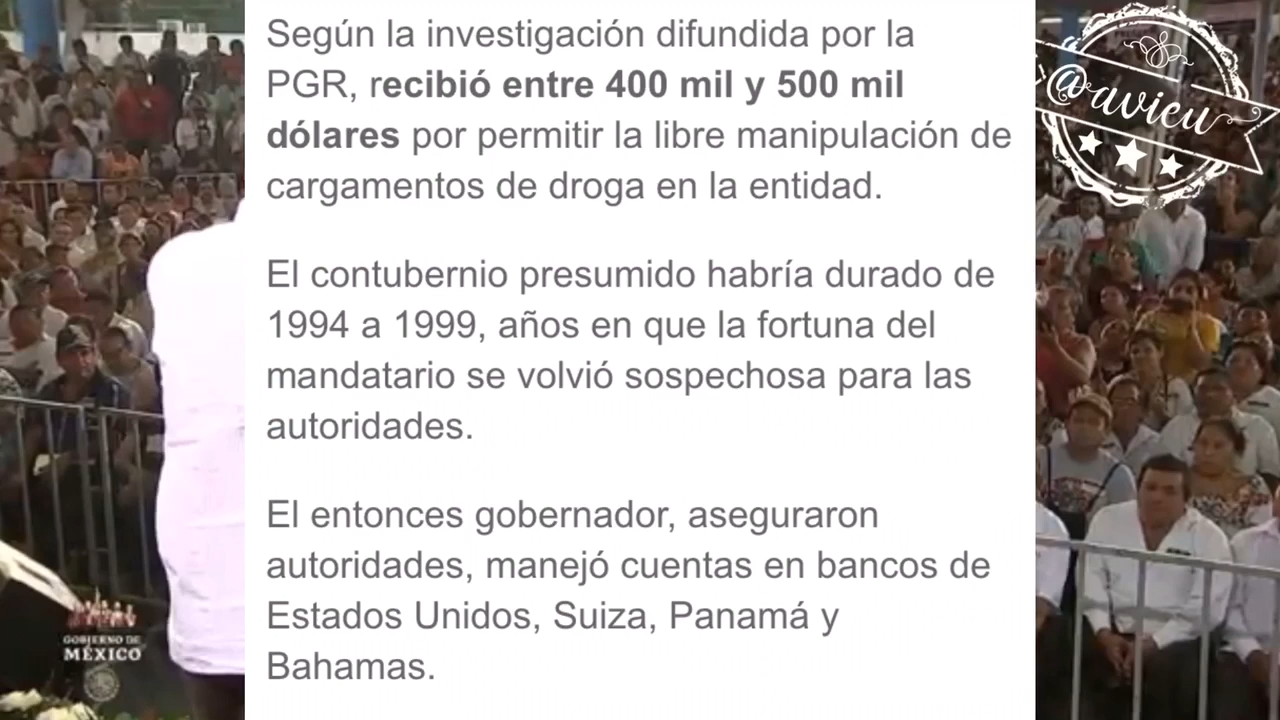 Según la investigación difundida por la
PGR, recibió entre 400 mil y 500 mil
dólares por permitir la libre manipulación de
cargamentos de droga en la entidad.
El contubernio presumido habría durado de
1994 a 1999, años en que la fortuna del
mandatario se volvió sospechosa para las
autoridades.
El entonces gobernador, aseguraron
autoridades, manejó cuentas en bancos de
Estados Unidos, Suiza, Panamá y
Bahamas.
@avieu
GOBIERNO DE
MÉXICO